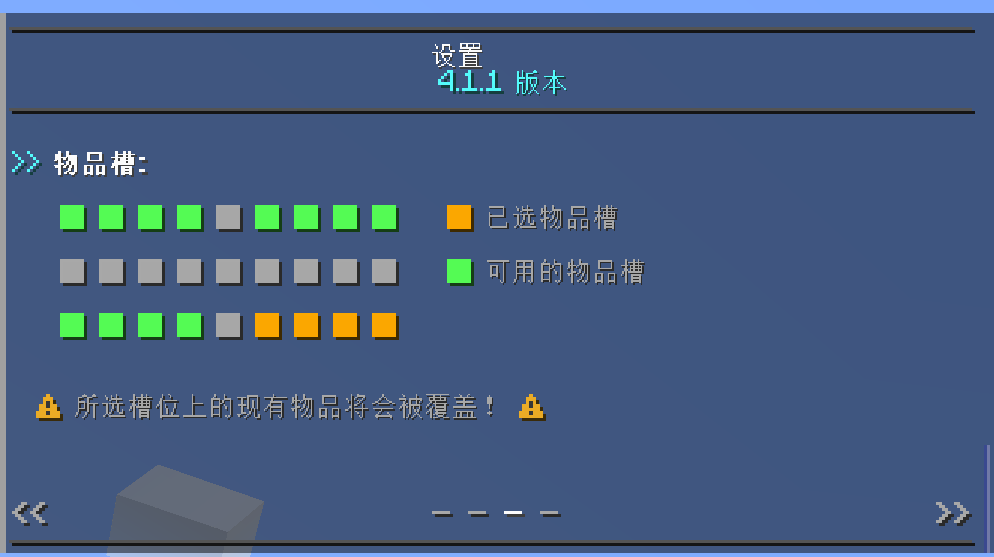 设置
4.1.1 版本
>> 物品槽:
已选物品槽
可用的物品槽
所选槽位上的现有物品将会被覆盖!
<< >>